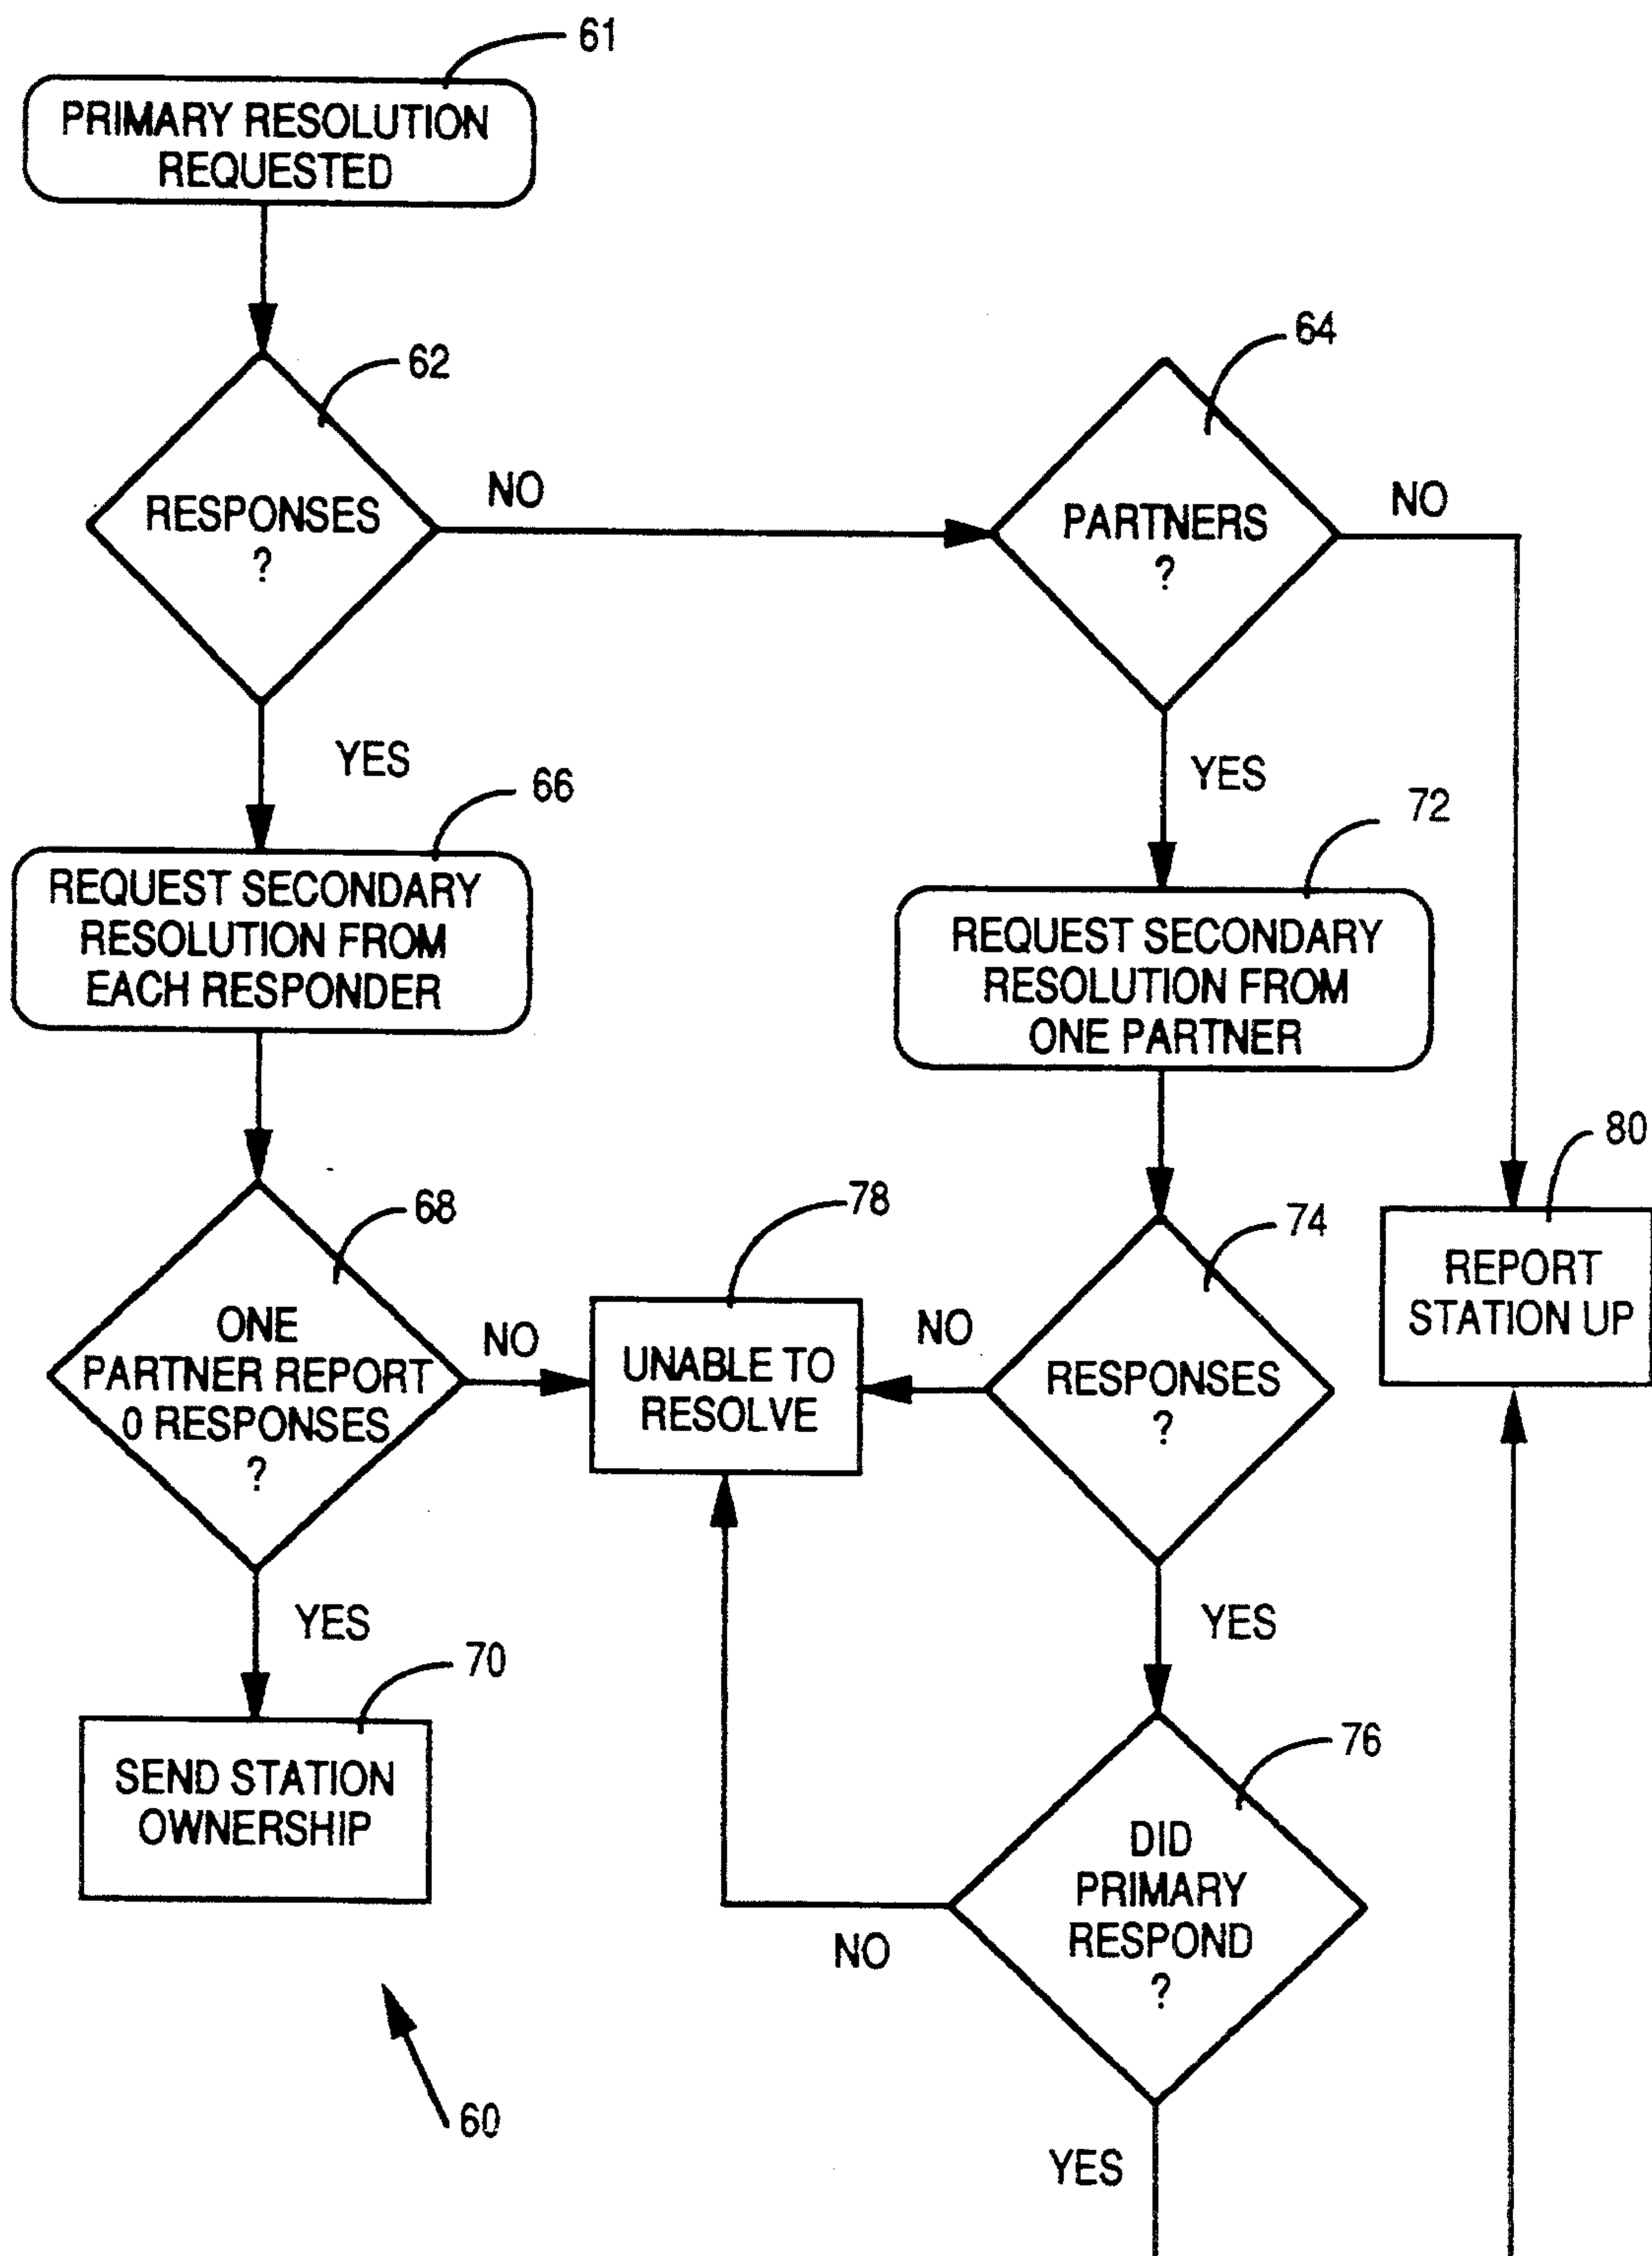 61
PRIMARY RESOLUTION
REQUESTED
62
RESPONSES
?
NO
64
PARTNERS
?
NO
YES
66
REQUEST SECONDARY
RESOLUTION FROM
EACH RESPONDER
YES
72
REQUEST SECONDARY
RESOLUTION FROM
ONE PARTNER
68
ONE
PARTNER REPORT
0 RESPONSES
?
NO
78
UNABLE TO
RESOLVE
NO
74
RESPONSES
?
80
REPORT
STATION UP
YES
70
SEND STATION
OWNERSHIP
YES
76
DID
PRIMARY
RESPOND
?
NO
60
YES